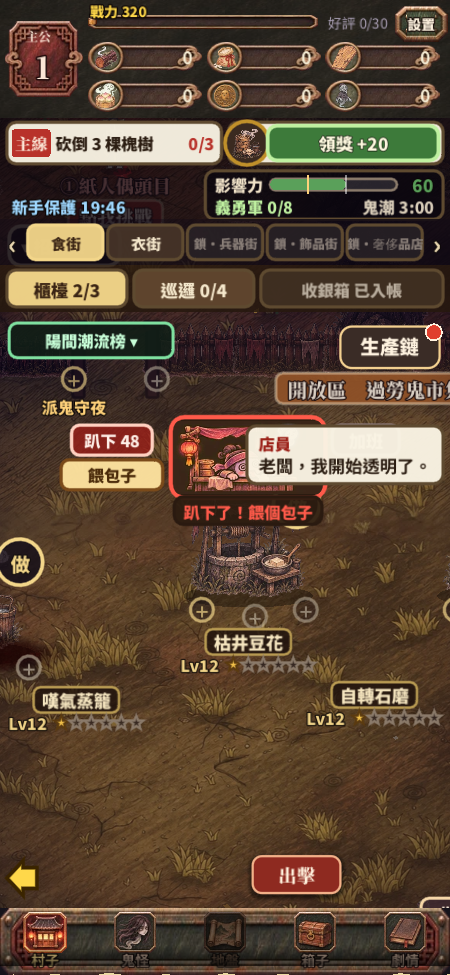 戰力.320
好評 0/30
設置
主公
1
0
0
0
0
0
0
主線 砍倒 3 棵槐樹 0/3
領獎 +20
①紙人偶頭目
影響力 60
新手保護 19:46
義勇軍 0/8
鬼潮 3:00
‹ 食街
衣街
鎖·兵器街
鎖·飾品街
鎖·奢侈品店 ›
櫃檯 2/3
巡邏 0/4
收銀箱 已入帳
陽間潮流榜 ▾
生產鏈
開放區 過勞鬼市集
派鬼守夜
趴下 48
餵包子
店員
老闆，我開始透明了。
趴下了！餵個包子
做
枯井豆花
Lv12 ★☆☆☆☆
嘆氣蒸籠
Lv12 ★☆☆☆☆
自轉石磨
Lv12 ★☆☆☆☆
出擊
村子
鬼怪
地盤
箱子
劇情